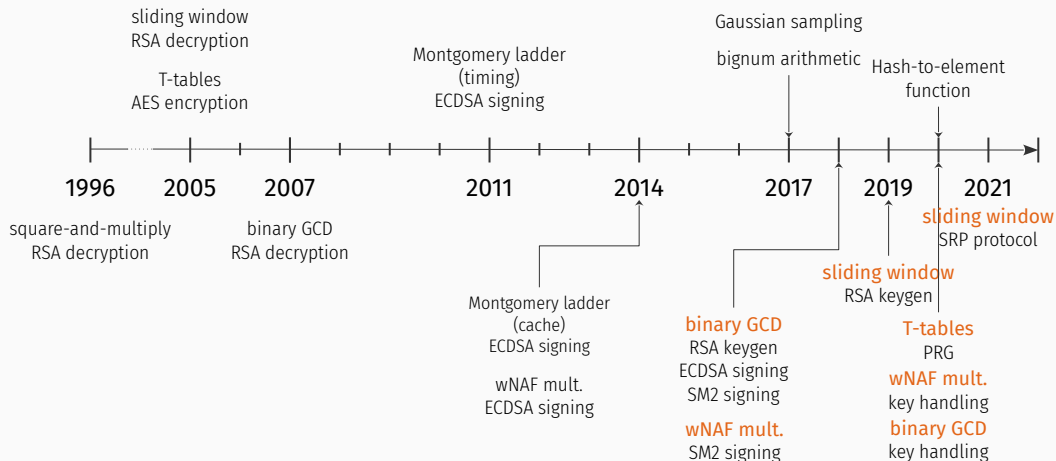 sliding window
RSA decryption
T-tables
AES encryption
Montgomery ladder
(timing)
ECDSA signing
Gaussian sampling
bignum arithmetic
Hash-to-element
function
1996
2005
2007
2011
2014
2017
2019
2021
square-and-multiply
RSA decryption
binary GCD
RSA decryption
Montgomery ladder
(cache)
ECDSA signing
wNAF mult.
ECDSA signing
binary GCD
RSA keygen
ECDSA signing
SM2 signing
wNAF mult.
SM2 signing
sliding window
RSA keygen
sliding window
SRP protocol
T-tables
PRG
wNAF mult.
key handling
binary GCD
key handling